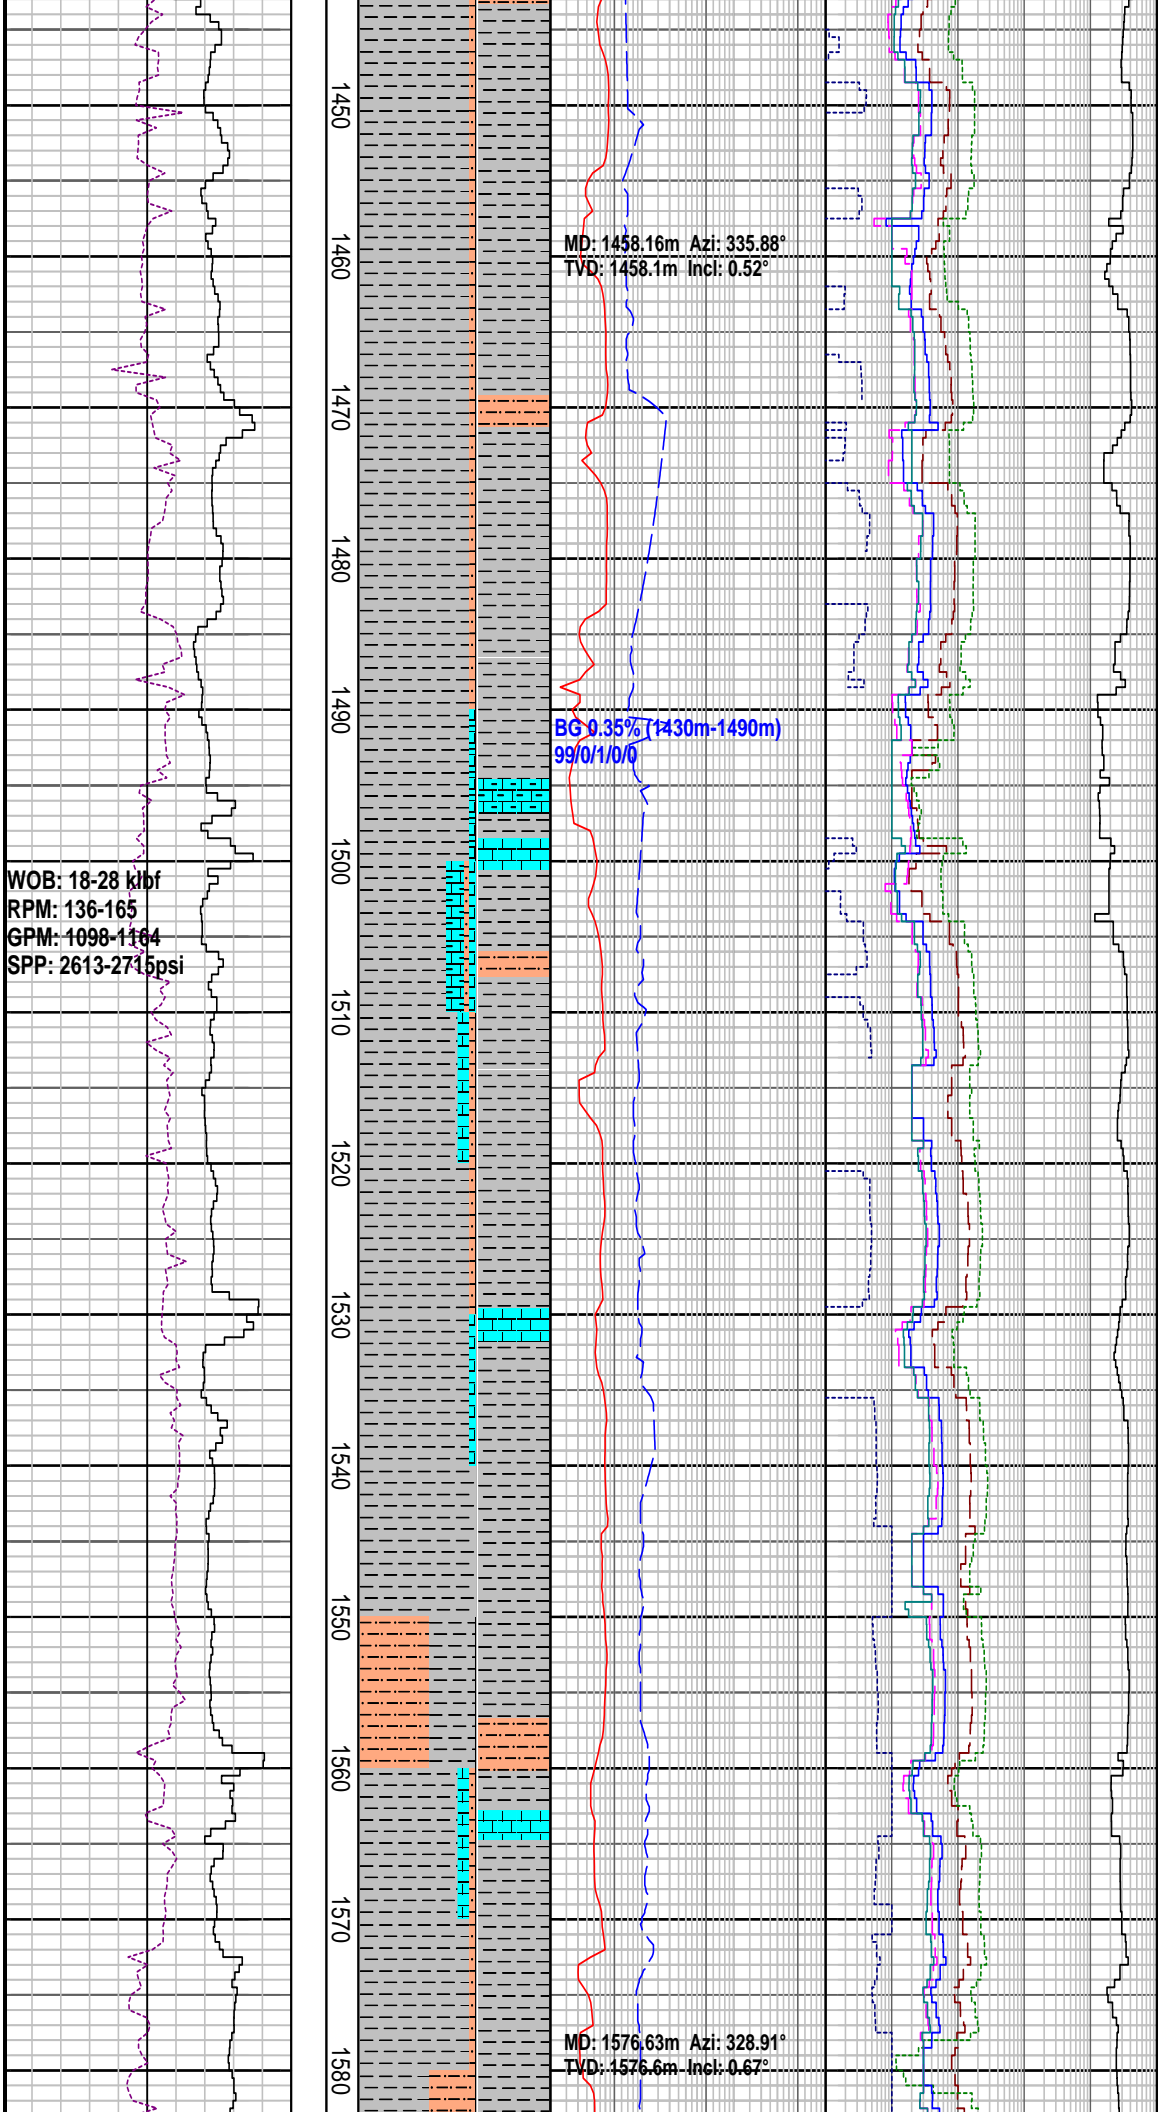 1450
MD: 1458.16m Azi: 335.88°
TVD: 1458.1m Incl: 0.52°
1460
1470
1480
1490
BG 0.35% (1430m-1490m)
99/0/1/0/0
1500
WOB: 18-28 klbf
RPM: 136-165
GPM: 1098-1164
SPP: 2613-2715psi
1510
1520
1530
1540
1550
1560
1570
MD: 1576.63m Azi: 328.91°
TVD: 1576.6m Incl: 0.67°
1580